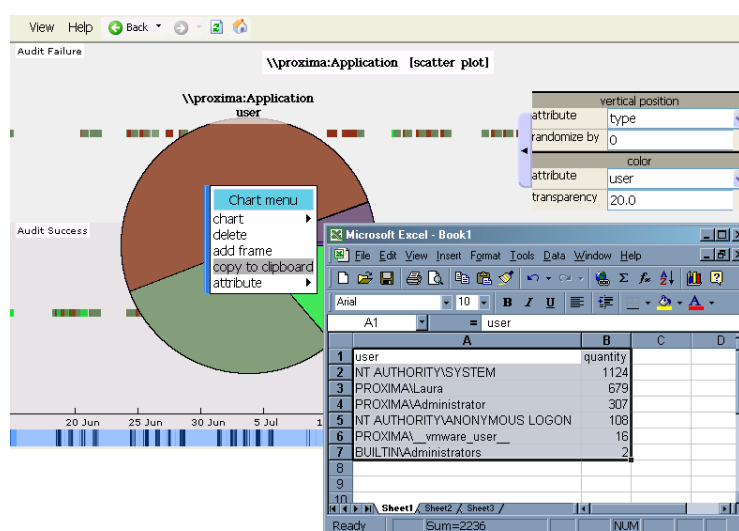 View Help Back
Audit Failure
\\proxima:Application [scatter plot]
\\proxima:Application
user
vertical position
attribute type
randomize by 0
color
attribute user
transparency 20.0
Chart menu
chart
delete
add frame
copy to clipboard
attribute
Audit Success
20 Jun 25 Jun 30 Jun 5 Jul 1
Microsoft Excel - Book1
File Edit View Insert Format Tools Data Window Help
Arial 10 B I U
A1 = user
A B C D
1 user quantity
2 NT AUTHORITY\SYSTEM 1124
3 PROXIMA\Laura 679
4 PROXIMA\Administrator 307
5 NT AUTHORITY\ANONYMOUS LOGON 108
6 PROXIMA\__vmware_user__ 16
7 BUILTIN\Administrators 2
8
9
10
Sheet1 Sheet2 Sheet3
Ready Sum=2236 NUM